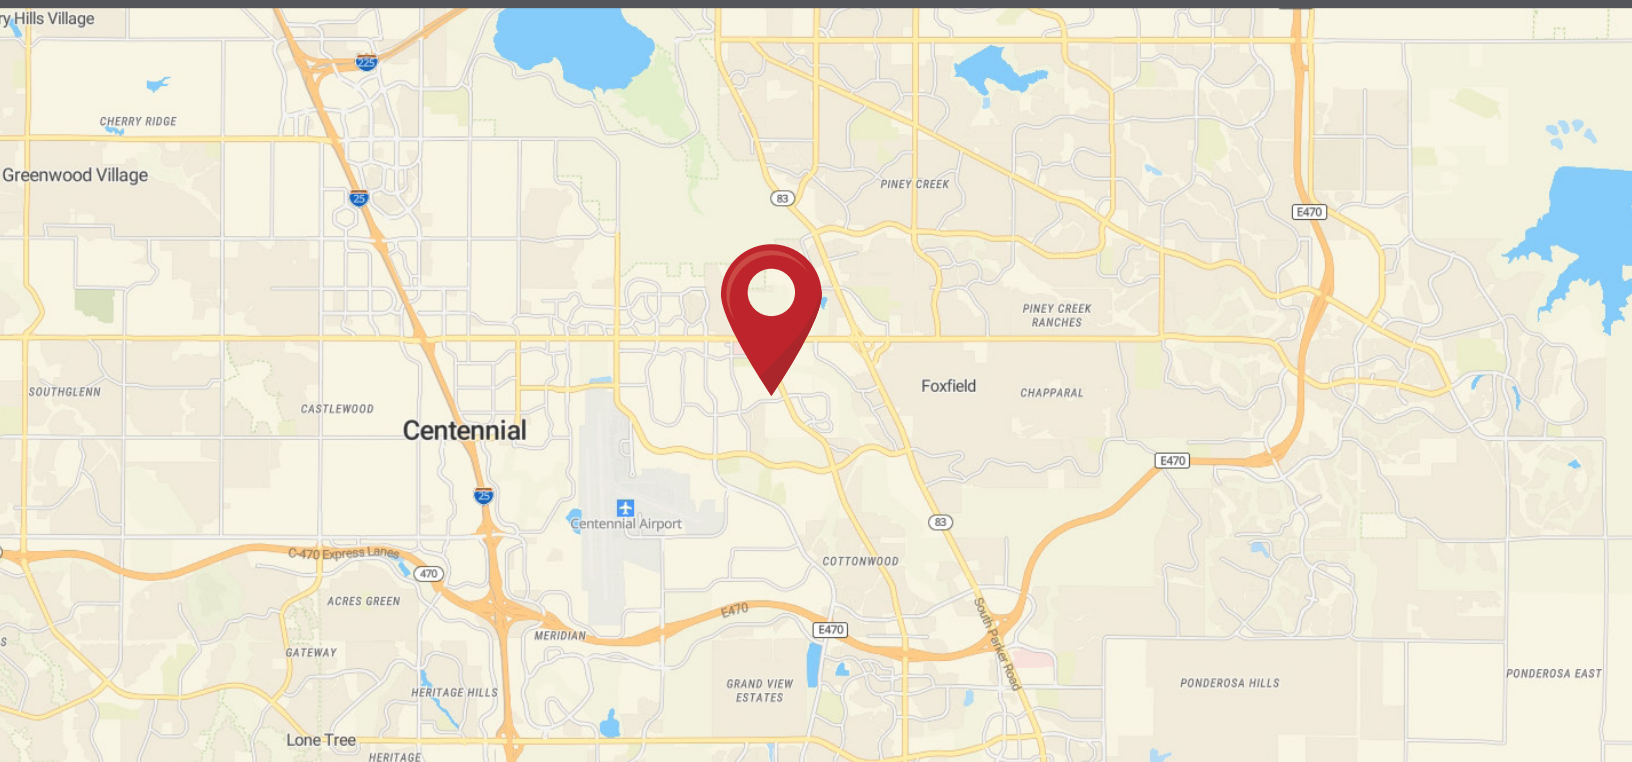 ry Hills Village
225
CHERRY RIDGE
Greenwood Village
PINEY CREEK
25
83
E470
PINEY CREEK
RANCHES
SOUTHGLENN
CASTLEWOOD
Foxfield
CHAPPARAL
Centennial
E470
25
Centennial Airport
83
C-470 Express Lanes
470
COTTONWOOD
ACRES GREEN
E470
E470
MERIDIAN
South Parker Road
S
GATEWAY
HERITAGE HILLS
GRAND VIEW
ESTATES
PONDEROSA HILLS
PONDEROSA EAST
Lone Tree
HERITAGE